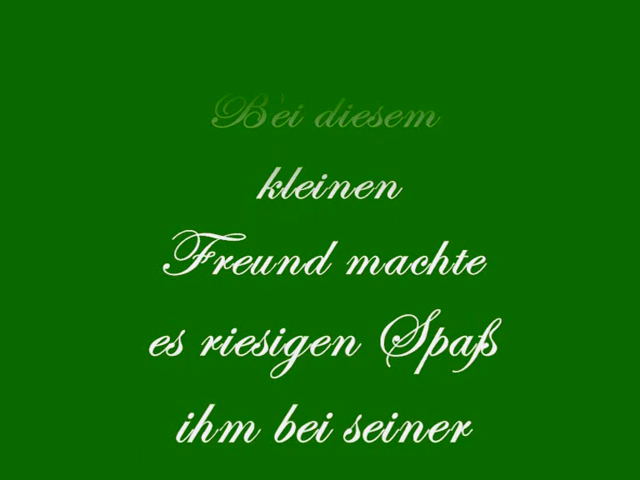 Bei diesem
kleinen
Freund machte
es riesigen Spaß
ihm bei seiner